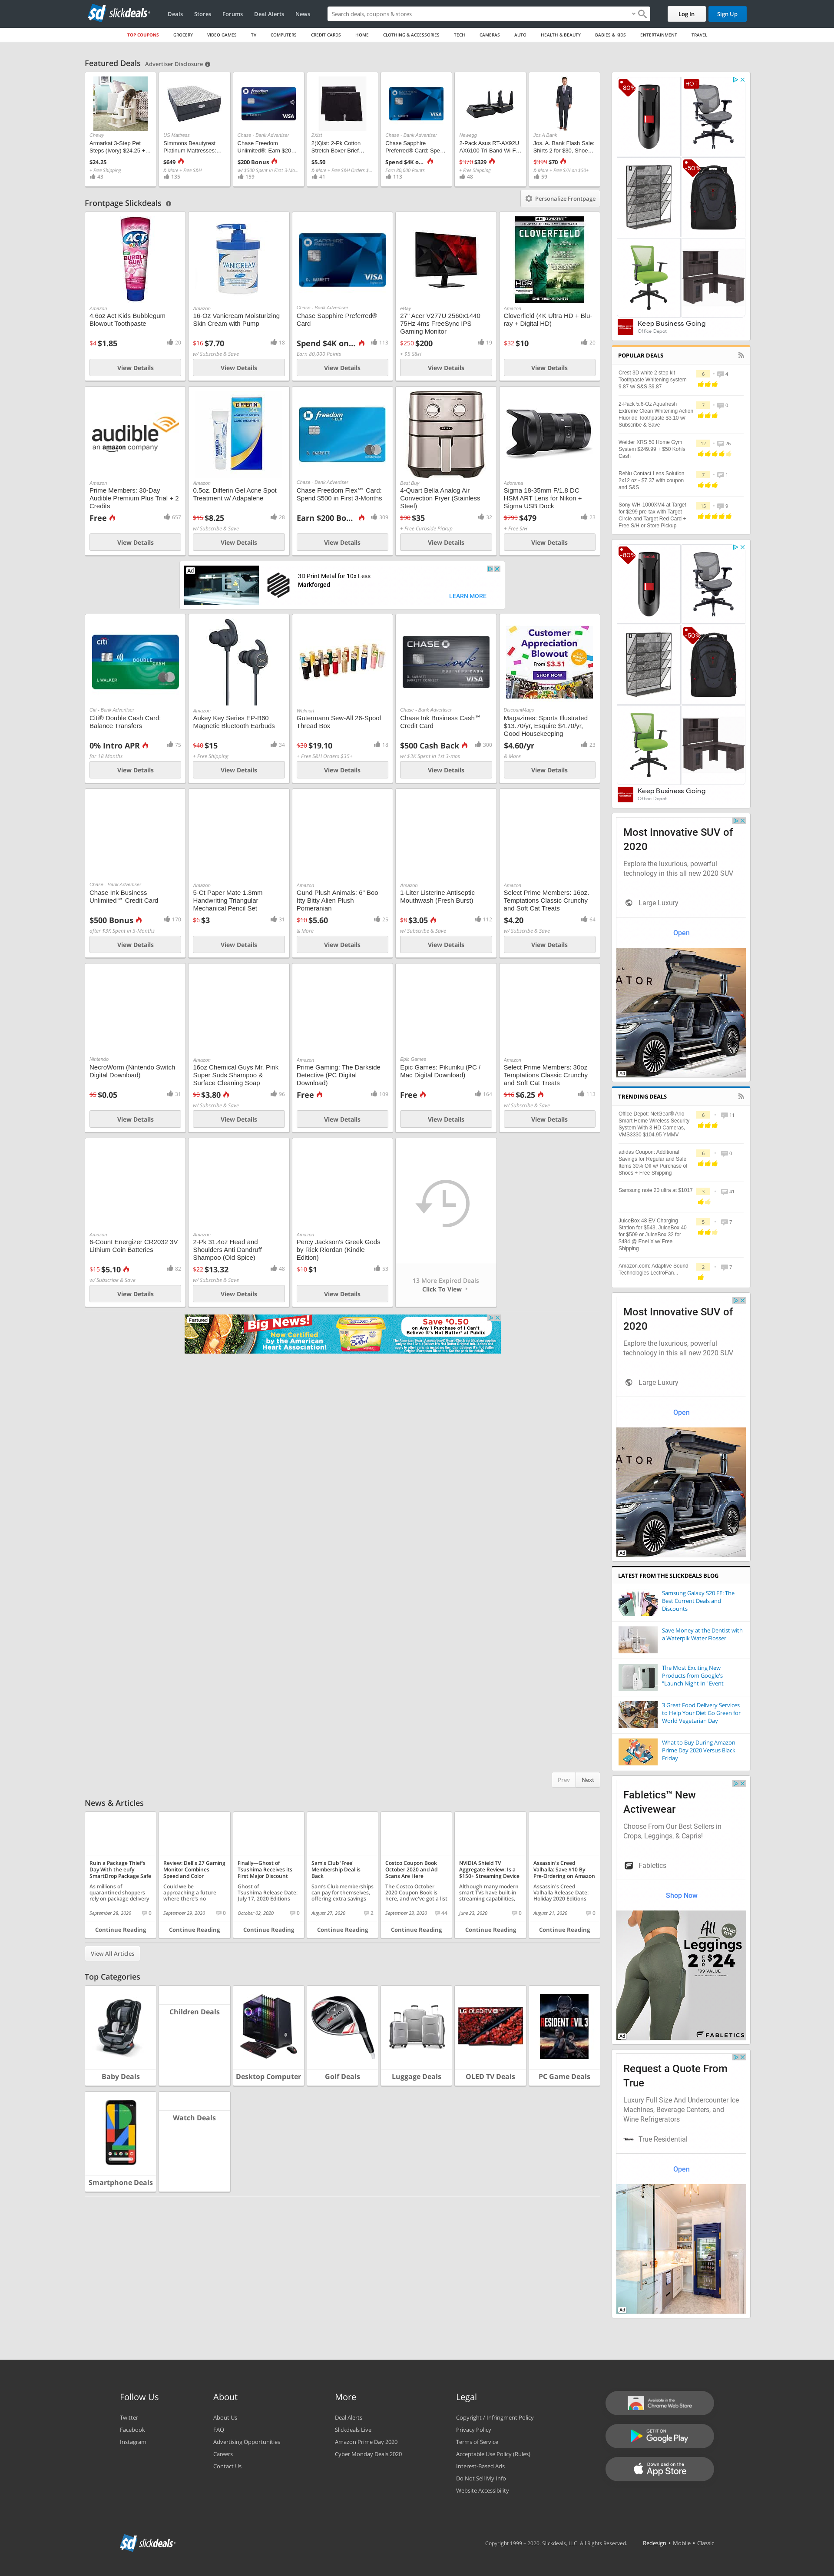 slickdeals
Deals
Stores
Forums
Deal Alerts
News
Search deals, coupons & stores
Log In
Sign Up
TOP COUPONS
GROCERY
VIDEO GAMES
TV
COMPUTERS
CREDIT CARDS
HOME
CLOTHING & ACCESSORIES
TECH
CAMERAS
AUTO
HEALTH & BEAUTY
BABIES & KIDS
ENTERTAINMENT
TRAVEL
Featured Deals Advertiser Disclosure
Chewy
Armarkat 3-Step Pet
Steps (Ivory) $24.25 +...
$24.25
+ Free Shipping
43
US Mattress
Simmons Beautyrest
Platinum Mattresses:...
$649
& More + Free S&H
135
Chase - Bank Advertiser
Chase Freedom
Unlimited®: Earn $20...
$200 Bonus
159
2Xist
2(X)ist: 2-Pk Cotton
Stretch Boxer Brief...
$5.50
& More + Free S&H Orders $...
41
Chase - Bank Advertiser
Chase Sapphire
Preferred® Card: Spe...
Spend $4K o...
Earn 80,000 Points
113
Newegg
2-Pack Asus RT-AX92U
AX6100 Tri-Band Wi-F...
$370 $329
+ Free Shipping
48
Jos A Bank
Jos. A. Bank Flash Sale:
Shirts 2 for $30, Shoe...
$399 $70
& More + Free S/H on $50+
59
Frontpage Slickdeals
Personalize Frontpage
Amazon
4.6oz Act Kids Bubblegum
Blowout Toothpaste
$4 $1.85
20
View Details
Amazon
16-Oz Vanicream Moisturizing
Skin Cream with Pump
$16 $7.70
18
w/ Subscribe & Save
View Details
Chase - Bank Advertiser
Chase Sapphire Preferred®
Card
Spend $4K on...
113
Earn 80,000 Points
View Details
eBay
27" Acer V277U 2560x1440
75Hz 4ms FreeSync IPS
Gaming Monitor
$250 $200
19
+ $5 S&H
View Details
Amazon
Cloverfield (4K Ultra HD + Blu-
ray + Digital HD)
$32 $10
20
View Details
audible
an amazon company
Amazon
Prime Members: 30-Day
Audible Premium Plus Trial + 2
Credits
Free
657
View Details
Amazon
0.5oz. Differin Gel Acne Spot
Treatment w/ Adapalene
$15 $8.25
28
w/ Subscribe & Save
View Details
Chase - Bank Advertiser
Chase Freedom Flex℠ Card:
Spend $500 in First 3-Months
Earn $200 Bo...
309
View Details
Best Buy
4-Quart Bella Analog Air
Convection Fryer (Stainless
Steel)
$90 $35
32
+ Free Curbside Pickup
View Details
Adorama
Sigma 18-35mm F/1.8 DC
HSM ART Lens for Nikon +
Sigma USB Dock
$799 $479
23
+ Free S/H
View Details
Ad
3D Print Metal for 10x Less
Markforged
LEARN MORE
Citi - Bank Advertiser
Citi® Double Cash Card:
Balance Transfers
0% Intro APR
75
for 18 Months
View Details
Amazon
Aukey Key Series EP-B60
Magnetic Bluetooth Earbuds
$40 $15
34
+ Free Shipping
View Details
Walmart
Gutermann Sew-All 26-Spool
Thread Box
$30 $19.10
18
+ Free S&H Orders $35+
View Details
Chase - Bank Advertiser
Chase Ink Business Cash℠
Credit Card
$500 Cash Back
300
w/ $3K Spent in 1st 3-mos
View Details
Customer
Appreciation
Blowout
From $3.51
SHOP NOW
DiscountMags
Magazines: Sports Illustrated
$13.70/yr, Esquire $4.70/yr,
Good Housekeeping
$4.60/yr
23
& More
View Details
Chase - Bank Advertiser
Chase Ink Business
Unlimited℠ Credit Card
$500 Bonus
170
after $3K Spent in 3-Months
View Details
Amazon
5-Ct Paper Mate 1.3mm
Handwriting Triangular
Mechanical Pencil Set
$6 $3
31
View Details
Amazon
Gund Plush Animals: 6" Boo
Itty Bitty Alien Plush
Pomeranian
$10 $5.60
25
& More
View Details
Amazon
1-Liter Listerine Antiseptic
Mouthwash (Fresh Burst)
$8 $3.05
112
w/ Subscribe & Save
View Details
Amazon
Select Prime Members: 16oz.
Temptations Classic Crunchy
and Soft Cat Treats
$4.20
64
w/ Subscribe & Save
View Details
Nintendo
NecroWorm (Nintendo Switch
Digital Download)
$5 $0.05
31
View Details
Amazon
16oz Chemical Guys Mr. Pink
Super Suds Shampoo &
Surface Cleaning Soap
$8 $3.80
96
w/ Subscribe & Save
View Details
Amazon
Prime Gaming: The Darkside
Detective (PC Digital
Download)
Free
109
View Details
Epic Games
Epic Games: Pikuniku (PC /
Mac Digital Download)
Free
164
View Details
Amazon
Select Prime Members: 30oz
Temptations Classic Crunchy
and Soft Cat Treats
$16 $6.25
113
w/ Subscribe & Save
View Details
Amazon
6-Count Energizer CR2032 3V
Lithium Coin Batteries
$15 $5.10
82
w/ Subscribe & Save
View Details
Amazon
2-Pk 31.4oz Head and
Shoulders Anti Dandruff
Shampoo (Old Spice)
$22 $13.32
48
w/ Subscribe & Save
View Details
Amazon
Percy Jackson's Greek Gods
by Rick Riordan (Kindle
Edition)
$10 $1
53
View Details
13 More Expired Deals
Click To View
Featured
Big News!
Now Certified
by the American
Heart Association!
Save $0.50
on Any 1 Purchase of I Can't
Believe It's Not Butter! at Publix
Prev
Next
News & Articles
Ruin a Package Thief's
Day With the eufy
SmartDrop Package Safe
As millions of
quarantined shoppers
rely on package delivery
September 28, 2020
0
Continue Reading
Review: Dell's 27 Gaming
Monitor Combines
Speed and Color
Could we be
approaching a future
where there's no
September 29, 2020
0
Continue Reading
Finally—Ghost of
Tsushima Receives its
First Major Discount
Ghost of
Tsushima Release Date:
July 17, 2020 Editions
October 02, 2020
0
Continue Reading
Sam's Club 'Free'
Membership Deal is
Back
Sam's Club memberships
can pay for themselves,
offering extra savings
August 27, 2020
2
Continue Reading
Costco Coupon Book
October 2020 and Ad
Scans Are Here
The Costco October
2020 Coupon Book is
here, and we've got a list
September 23, 2020
44
Continue Reading
NVIDIA Shield TV
Aggregate Review: Is a
$150+ Streaming Device
Although many modern
smart TVs have built-in
streaming capabilities,
June 23, 2020
0
Continue Reading
Assassin's Creed
Valhalla: Save $10 By
Pre-Ordering on Amazon
Assassin's Creed
Valhalla Release Date:
Holiday 2020 Editions
August 21, 2020
0
Continue Reading
View All Articles
Top Categories
Baby Deals
Children Deals
Desktop Computer
Golf Deals
Luggage Deals
OLED TV Deals
PC Game Deals
Smartphone Deals
Watch Deals
-80%
HOT
-50%
Keep Business Going
Office Depot
POPULAR DEALS
Crest 3D white 2 step kit -
Toothpaste Whitening system
9.87 w/ S&S $9.87
6
4
2-Pack 5.6-Oz Aquafresh
Extreme Clean Whitening Action
Fluoride Toothpaste $3.10 w/
Subscribe & Save
7
0
Weider XRS 50 Home Gym
System $249.99 + $50 Kohls
Cash
12
26
ReNu Contact Lens Solution
2x12 oz - $7.37 with coupon
and S&S
7
1
Sony WH-1000XM4 at Target
for $299 pre-tax with Target
Circle and Target Red Card +
Free S/H or Store Pickup
15
9
-80%
-50%
Keep Business Going
Office Depot
Most Innovative SUV of
2020
Explore the luxurious, powerful
technology in this all new 2020 SUV
Large Luxury
Open
Ad
TRENDING DEALS
Office Depot: NetGear® Arlo
Smart Home Wireless Security
System With 3 HD Cameras,
VMS3330 $104.95 YMMV
6
11
adidas Coupon: Additional
Savings for Regular and Sale
Items 30% Off w/ Purchase of
Shoes + Free Shipping
6
0
Samsung note 20 ultra at $1017
3
41
JuiceBox 48 EV Charging
Station for $543, JuiceBox 40
for $509 or JuiceBox 32 for
$484 @ Enel X w/ Free
Shipping
5
7
Amazon.com: Adaptive Sound
Technologies LectroFan...
2
7
Most Innovative SUV of
2020
Explore the luxurious, powerful
technology in this all new 2020 SUV
Large Luxury
Open
Ad
LATEST FROM THE SLICKDEALS BLOG
Samsung Galaxy S20 FE: The
Best Current Deals and
Discounts
Save Money at the Dentist with
a Waterpik Water Flosser
The Most Exciting New
Products from Google's
"Launch Night In" Event
3 Great Food Delivery Services
to Help Your Diet Go Green for
World Vegetarian Day
What to Buy During Amazon
Prime Day 2020 Versus Black
Friday
Fabletics™ New
Activewear
Choose From Our Best Sellers in
Crops, Leggings, & Capris!
Fabletics
Shop Now
All
Leggings
2 FOR $24
$99 VALUE
FABLETICS
Ad
Request a Quote From
True
Luxury Full Size And Undercounter Ice
Machines, Beverage Centers, and
Wine Refrigerators
True Residential
Open
Ad
Follow Us
Twitter
Facebook
Instagram
About
About Us
FAQ
Advertising Opportunities
Careers
Contact Us
More
Deal Alerts
Slickdeals Live
Amazon Prime Day 2020
Cyber Monday Deals 2020
Legal
Copyright / Infringment Policy
Privacy Policy
Terms of Service
Acceptable Use Policy (Rules)
Interest-Based Ads
Do Not Sell My Info
Website Accessibility
Available in the
Chrome Web Store
GET IT ON
Google Play
Download on the
App Store
slickdeals
Copyright 1999 - 2020. Slickdeals, LLC. All Rights Reserved.
Redesign • Mobile • Classic